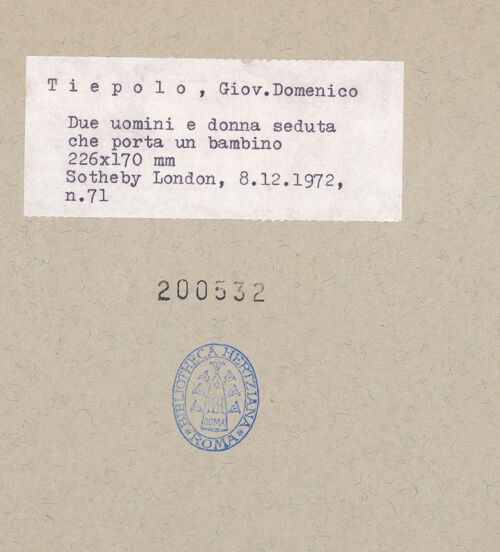 T i e p o l o , Giov.Domenico
Due uomini e donna seduta
che porta un bambino
226x170 mm
Sotheby London, 8.12.1972,
n.71
200532
BIBLIOTHECA HERTZIANA
*ROMA*
ROMA